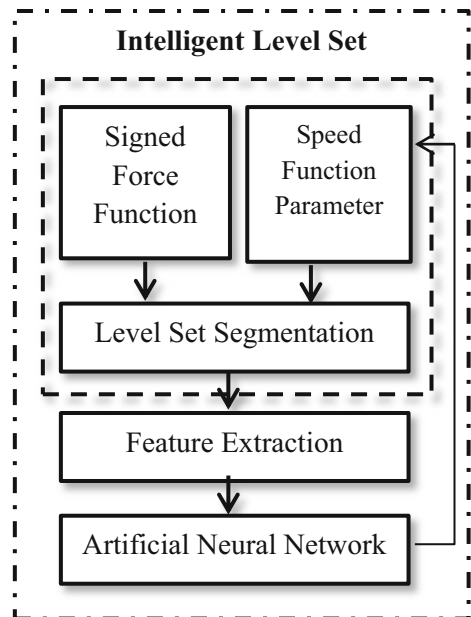 Intelligent Level Set
Signed
Force
Function
Speed
Function
Parameter
Level Set Segmentation
Feature Extraction
Artificial Neural Network